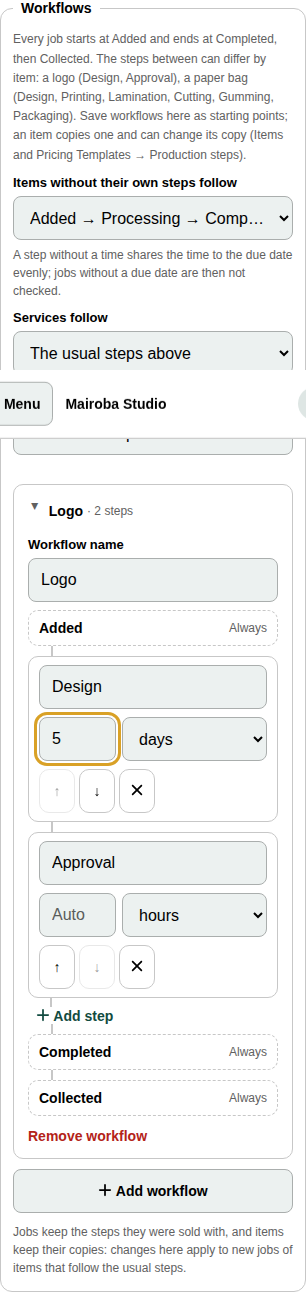 Workflows
Every job starts at Added and ends at Completed,
then Collected. The steps between can differ by
item: a logo (Design, Approval), a paper bag
(Design, Printing, Lamination, Cutting, Gumming,
Packaging). Save workflows here as starting points;
an item copies one and can change its copy (Items
and Pricing Templates → Production steps).
Items without their own steps follow
Added → Processing → Comp…
A step without a time shares the time to the due date
evenly; jobs without a due date are then not
checked.
Services follow
The usual steps above
Menu
Mairoba Studio
▼ Logo · 2 steps
Workflow name
Logo
Added Always
Design
5 days
↑ ↓ ✕
Approval
Auto hours
↑ ↓ ✕
+ Add step
Completed Always
Collected Always
Remove workflow
+ Add workflow
Jobs keep the steps they were sold with, and items
keep their copies: changes here apply to new jobs of
items that follow the usual steps.